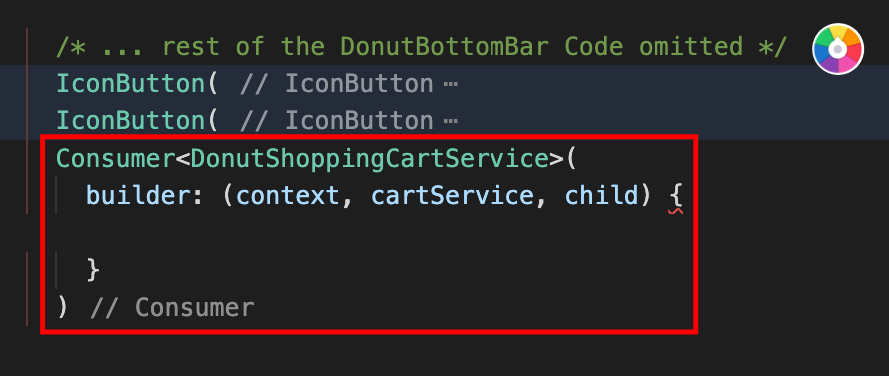 /* ... rest of the DonutBottomBar Code omitted */
IconButton( // IconButton ⋯
IconButton( // IconButton ⋯
Consumer<DonutShoppingCartService>(
builder: (context, cartService, child) {
}
) // Consumer